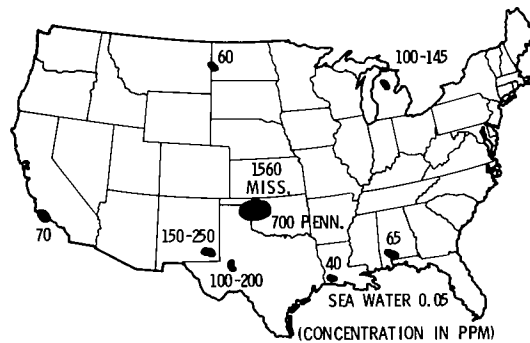 60
100-145
1560
MISS.
700 PENN.
70
150-250
100-200
40
65
SEA WATER 0.05
(CONCENTRATION IN PPM)